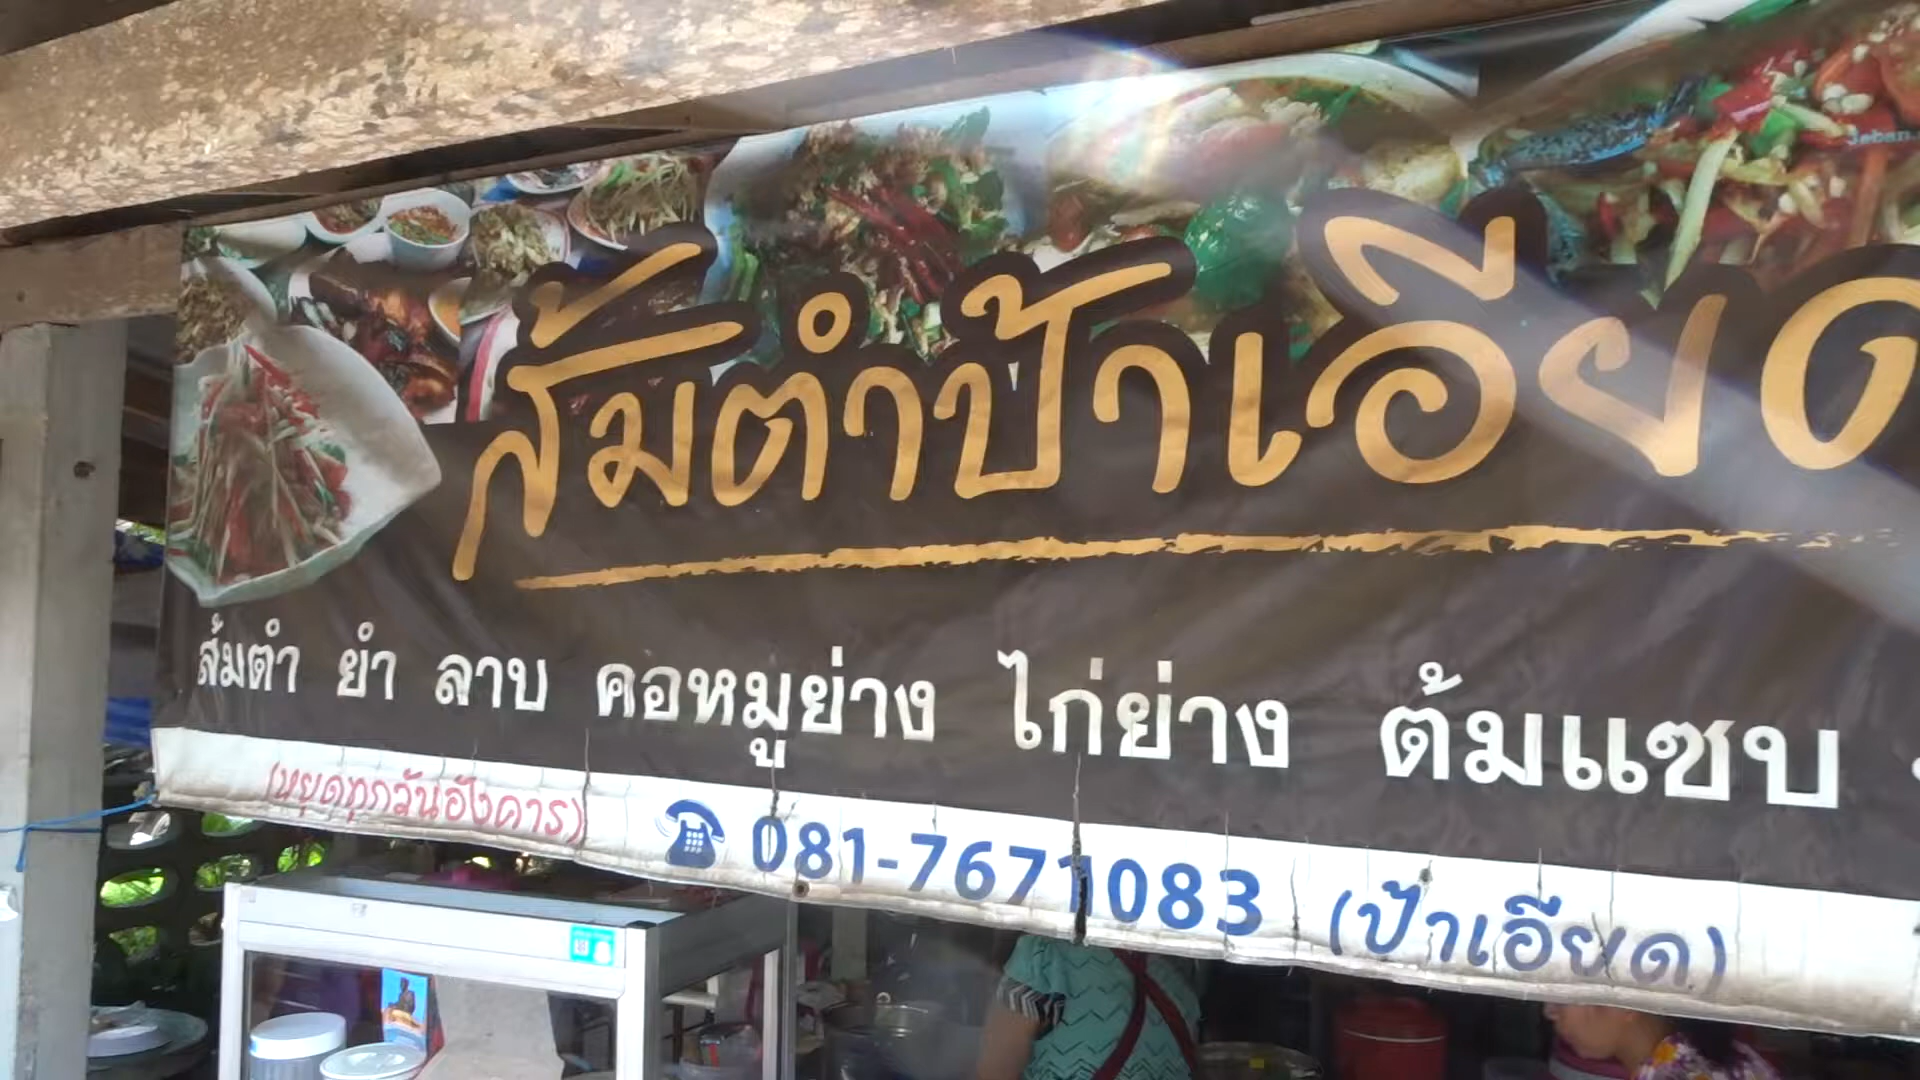 ส้มตำป้าเอียด
ส้มตำ ยำ ลาบ คอหมูย่าง ไก่ย่าง ต้มแซบ
(หยุดทุกวันอังคาร) 081-7671083 (ป้าเอียด)